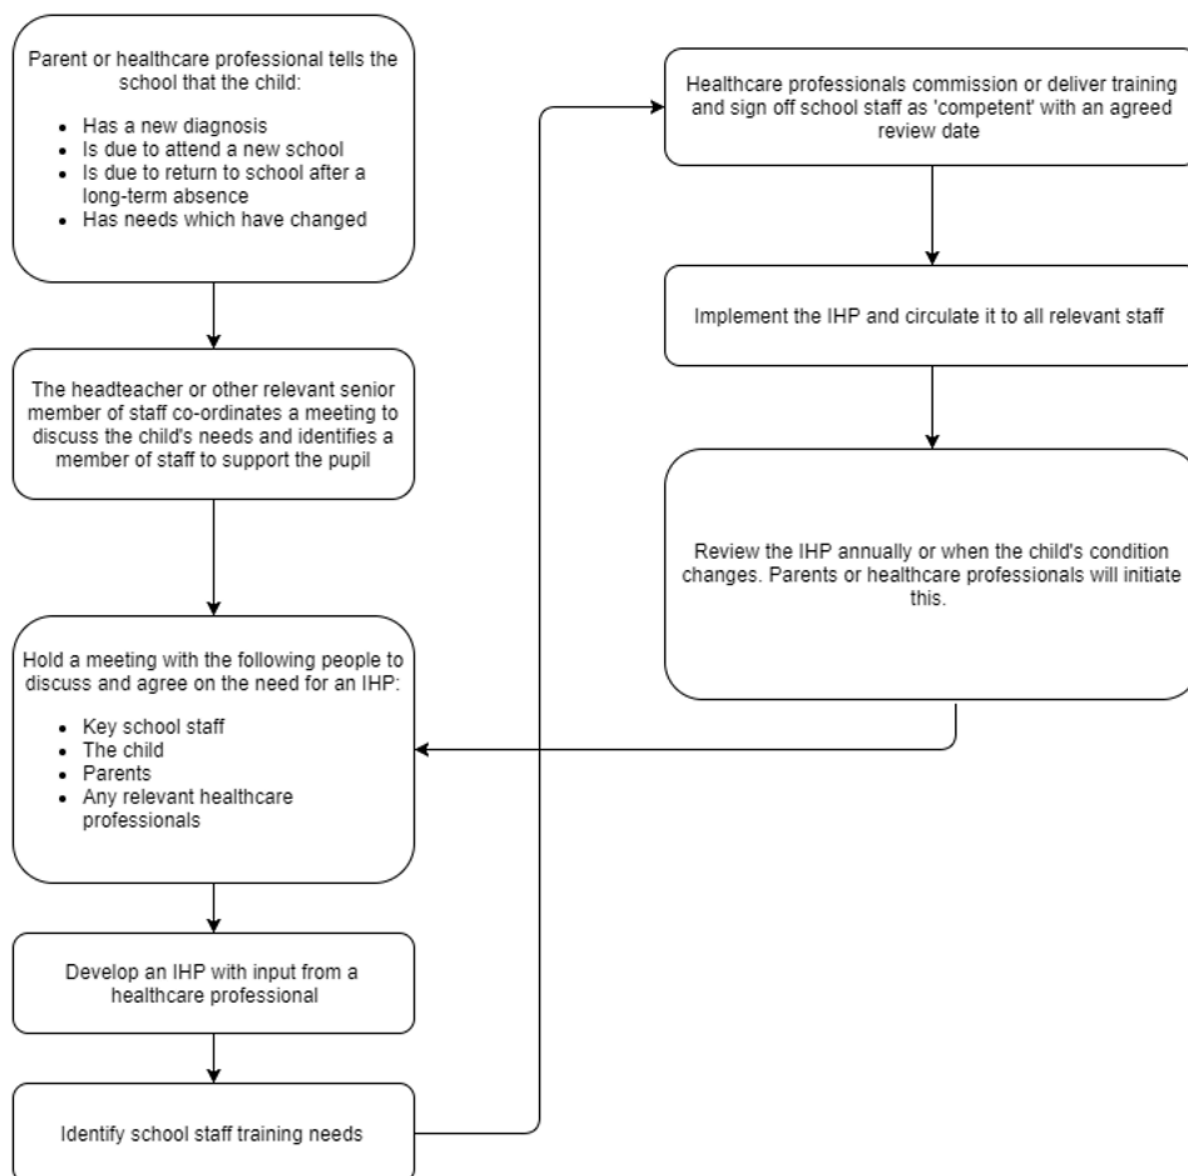 Parent or healthcare professional tells the
school that the child:
• Has a new diagnosis
• Is due to attend a new school
• Is due to return to school after a
long-term absence
• Has needs which have changed
The headteacher or other relevant senior
member of staff co-ordinates a meeting to
discuss the child's needs and identifies a
member of staff to support the pupil
Hold a meeting with the following people to
discuss and agree on the need for an IHP:
• Key school staff
• The child
• Parents
• Any relevant healthcare
professionals
Develop an IHP with input from a
healthcare professional
Identify school staff training needs
Healthcare professionals commission or deliver training
and sign off school staff as 'competent' with an agreed
review date
Implement the IHP and circulate it to all relevant staff
Review the IHP annually or when the child's condition
changes. Parents or healthcare professionals will initiate
this.